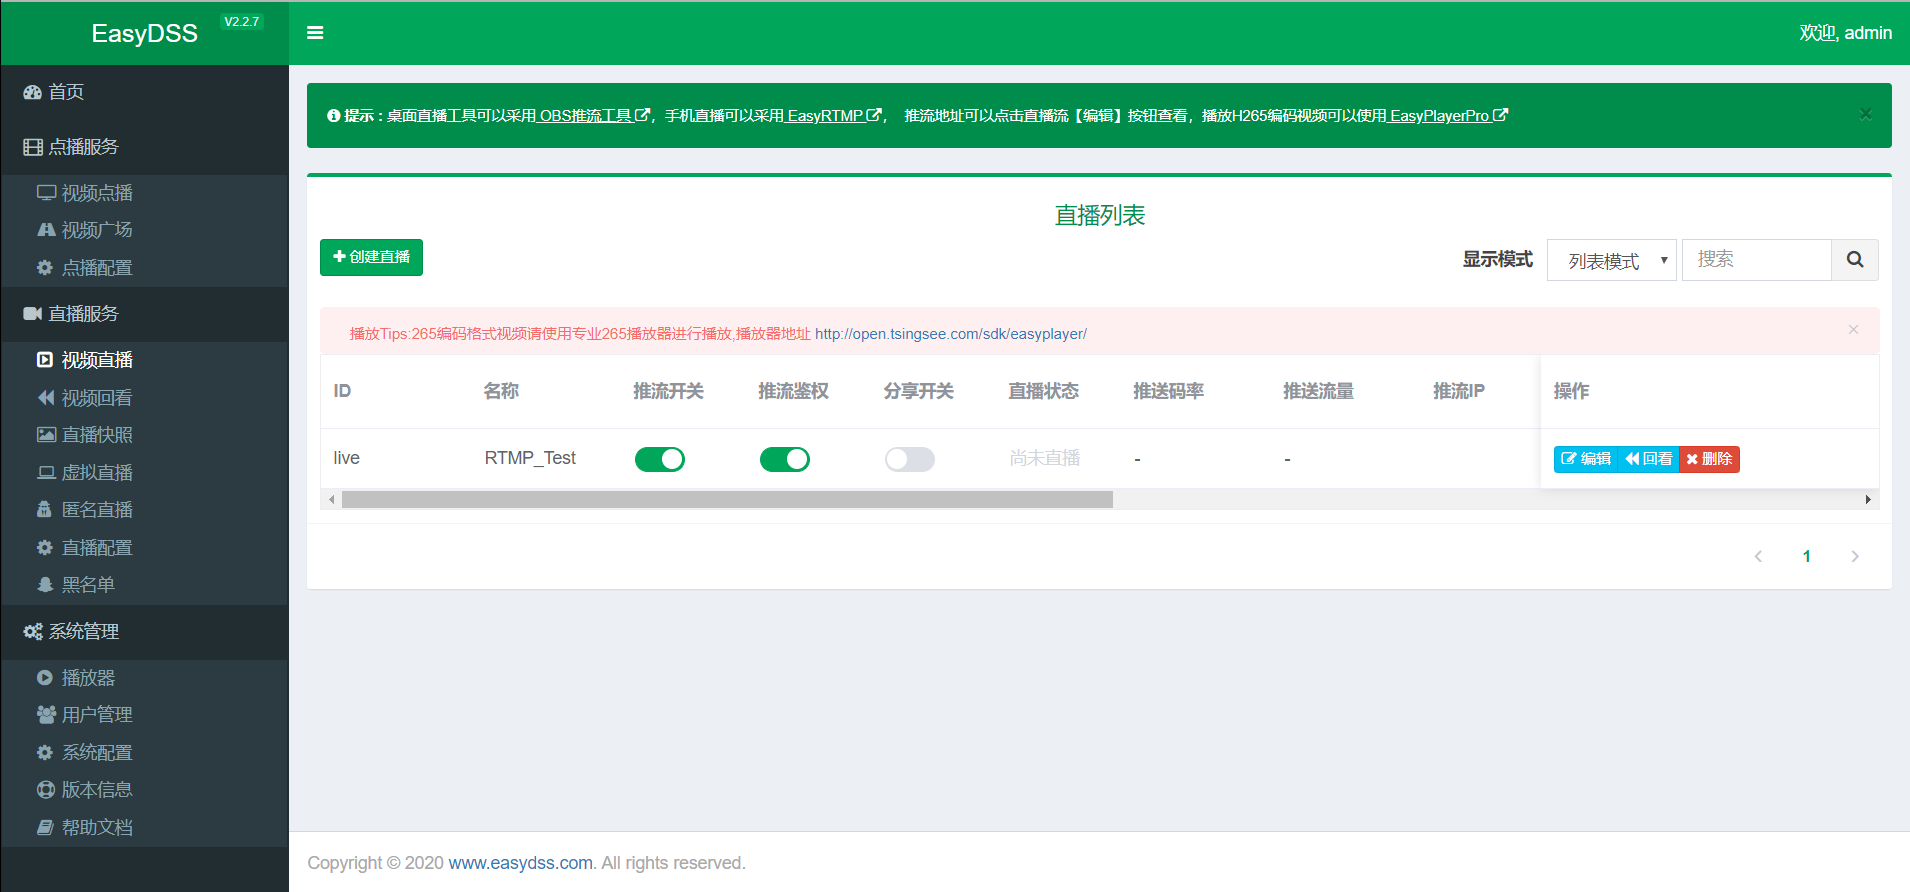 EasyDSS V2.2.7
欢迎, admin
首页
点播服务
视频点播
视频广场
点播配置
直播服务
视频直播
视频回看
直播快照
虚拟直播
匿名直播
直播配置
黑名单
系统管理
播放器
用户管理
系统配置
版本信息
帮助文档
提示 : 桌面直播工具可以采用 OBS推流工具, 手机直播可以采用 EasyRTMP, 推流地址可以点击直播流【编辑】按钮查看, 播放H265编码视频可以使用 EasyPlayerPro ×
直播列表
创建直播 显示模式 列表模式 搜索
播放Tips:265编码格式视频请使用专业265播放器进行播放,播放器地址 http://open.tsingsee.com/sdk/easyplayer/ ×
ID 名称 推流开关 推流鉴权 分享开关 直播状态 推送码率 推送流量 推流IP 操作
live RTMP_Test 尚未直播 - - 编辑 回看 删除
1
Copyright © 2020 www.easydss.com. All rights reserved.